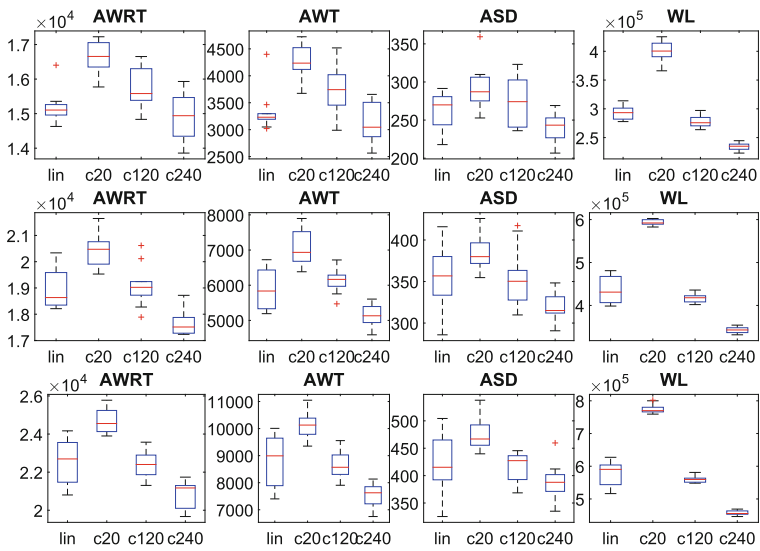 AWRT AWT ASD WL
×10⁴ ×10⁵
1.7 4500 350 4
1.6 4000 300
3500 3
1.5 3000 250
1.4 2500 200
lin c20 c120 c240 lin c20 c120 c240 lin c20 c120 c240 lin c20 c120 c240
×10⁴ AWRT AWT ASD ×10⁵ WL
2.1 8000 400 6
2 7000
1.9 6000 350 5
1.8 5000 300 4
1.7
lin c20 c120 c240 lin c20 c120 c240 lin c20 c120 c240 lin c20 c120 c240
×10⁴ AWRT AWT ASD ×10⁵ WL
2.6 11000 500 8
2.4 10000 450 7
2.2 9000 400 6
8000
2 7000 350 5
lin c20 c120 c240 lin c20 c120 c240 lin c20 c120 c240 lin c20 c120 c240